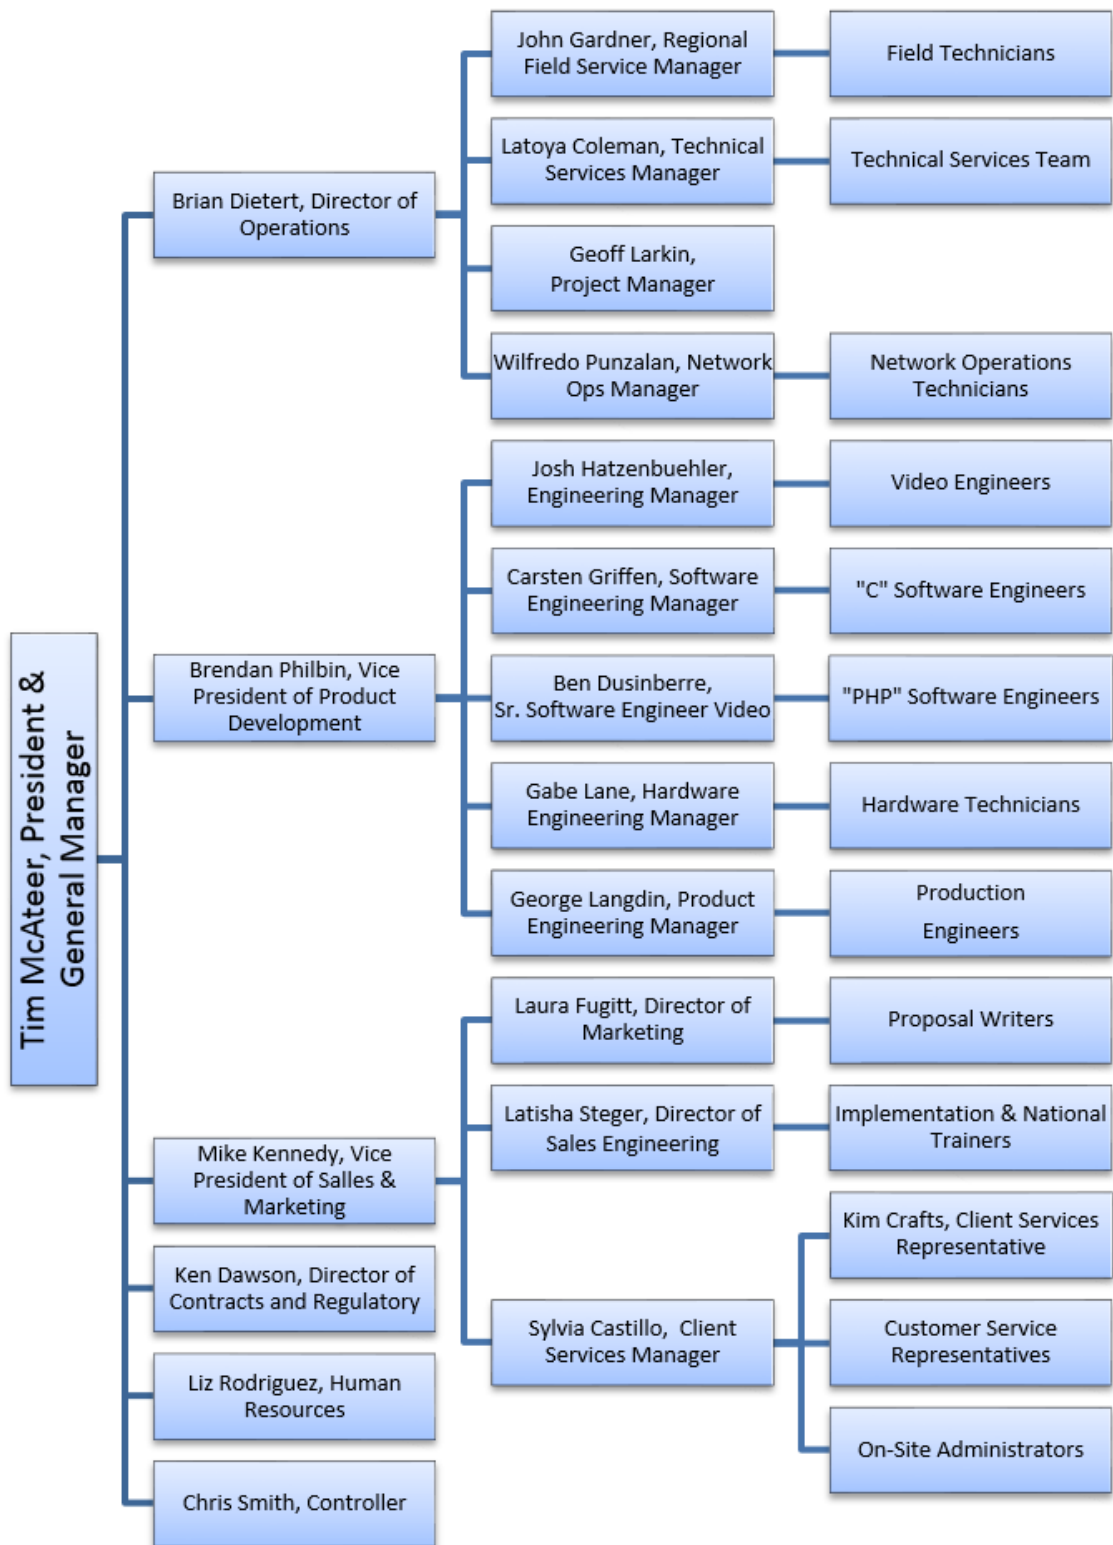 Tim McAteer, President &
General Manager
Brian Dietert, Director of
Operations
John Gardner, Regional
Field Service Manager
Field Technicians
Latoya Coleman, Technical
Services Manager
Technical Services Team
Geoff Larkin,
Project Manager
Wilfredo Punzalan, Network
Ops Manager
Network Operations
Technicians
Brendan Philbin, Vice
President of Product
Development
Josh Hatzenbuehler,
Engineering Manager
Video Engineers
Carsten Griffen, Software
Engineering Manager
"C" Software Engineers
Ben Dusinberre,
Sr. Software Engineer Video
"PHP" Software Engineers
Gabe Lane, Hardware
Engineering Manager
Hardware Technicians
George Langdin, Product
Engineering Manager
Production
Engineers
Mike Kennedy, Vice
President of Salles &
Marketing
Laura Fugitt, Director of
Marketing
Proposal Writers
Latisha Steger, Director of
Sales Engineering
Implementation & National
Trainers
Sylvia Castillo, Client
Services Manager
Kim Crafts, Client Services
Representative
Customer Service
Representatives
On-Site Administrators
Ken Dawson, Director of
Contracts and Regulatory
Liz Rodriguez, Human
Resources
Chris Smith, Controller